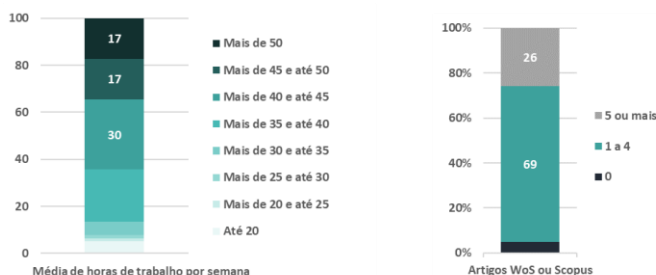 100
80
60
40
20
0
17
17
30
Média de horas de trabalho por semana
Mais de 50
Mais de 45 e até 50
Mais de 40 e até 45
Mais de 35 e até 40
Mais de 30 e até 35
Mais de 25 e até 30
Mais de 20 e até 25
Até 20
100%
80%
60%
40%
20%
0%
26
69
Artigos WoS ou Scopus
5 ou mais
1 a 4
0